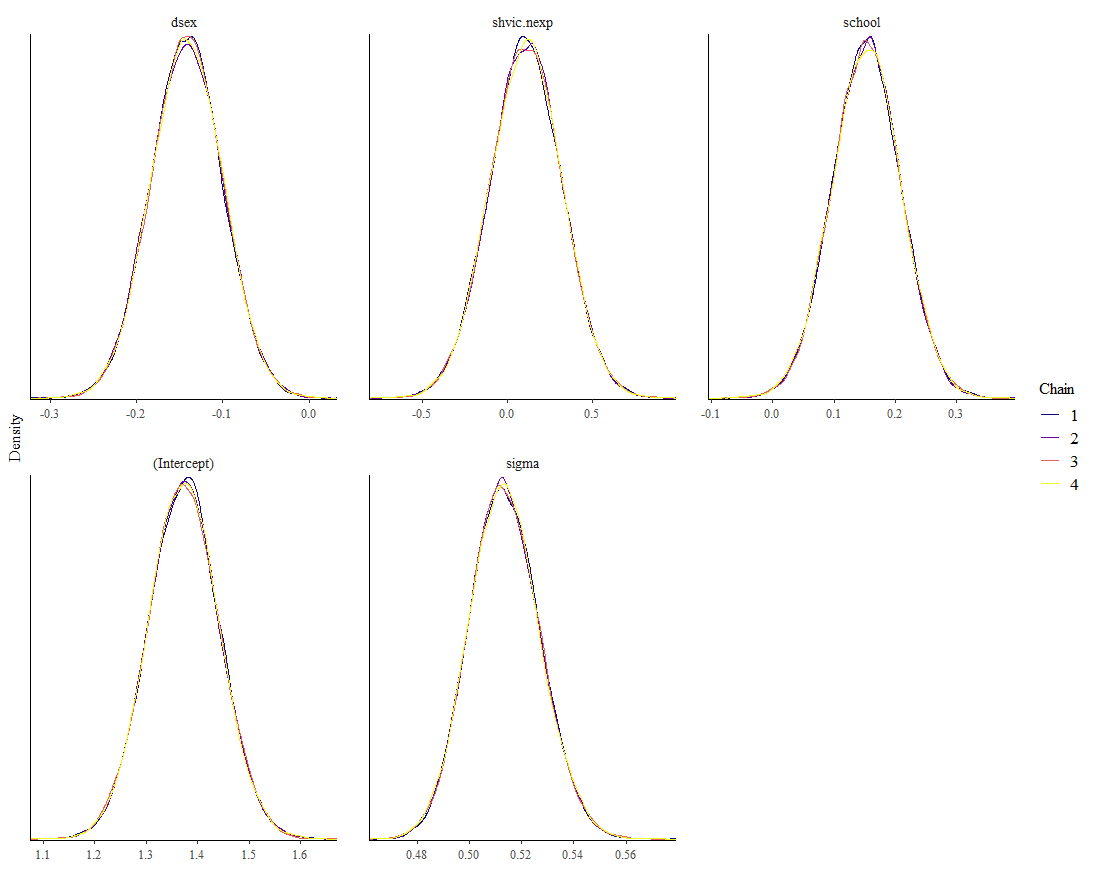 dsex
shvic.nexp
school
-0.3 -0.2 -0.1 0.0
-0.5 0.0 0.5
-0.1 0.0 0.1 0.2 0.3
Density
Chain
1
2
3
4
(Intercept)
sigma
1.1 1.2 1.3 1.4 1.5 1.6
0.48 0.50 0.52 0.54 0.56